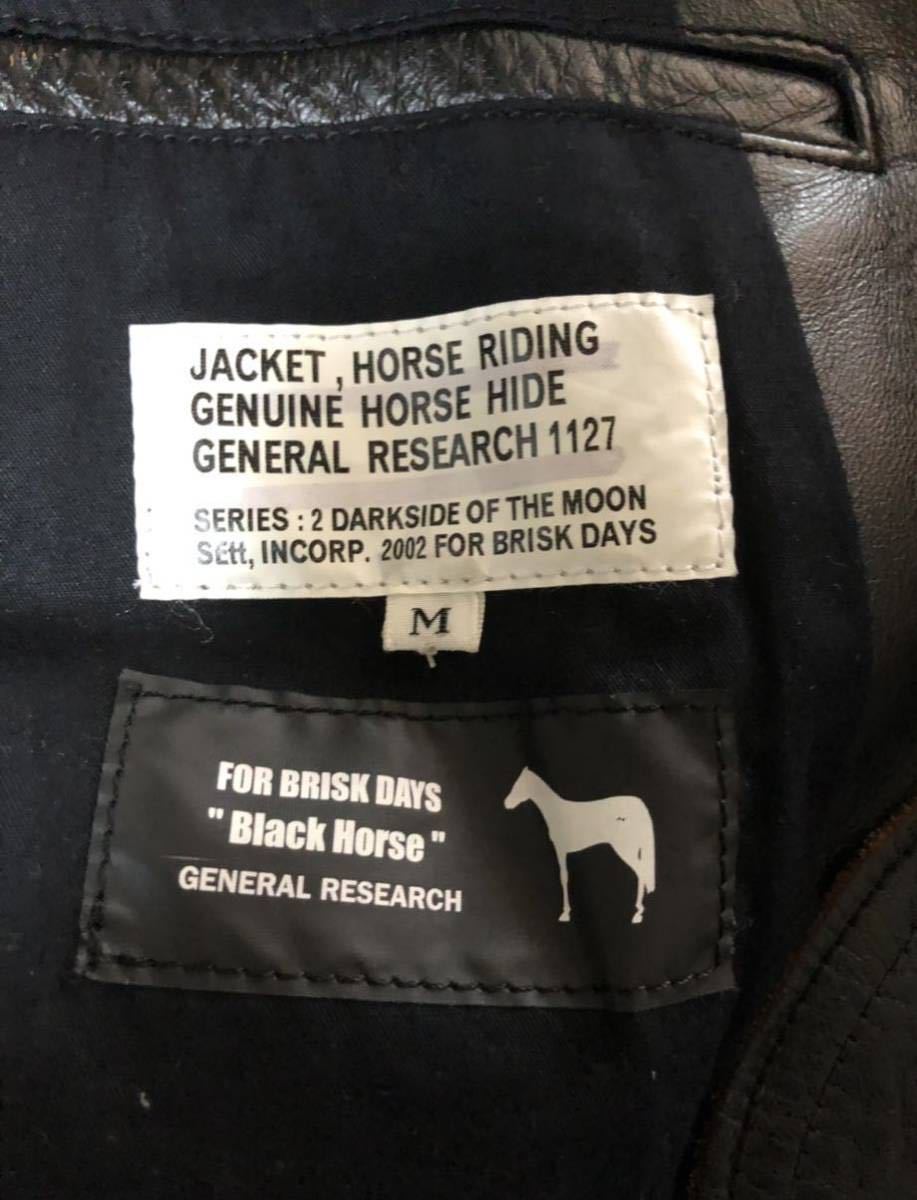 JACKET , HORSE RIDING
GENUINE HORSE HIDE
GENERAL RESEARCH 1127
SERIES : 2 DARKSIDE OF THE MOON
SEtt, INCORP. 2002 FOR BRISK DAYS
M
FOR BRISK DAYS
" Black Horse "
GENERAL RESEARCH